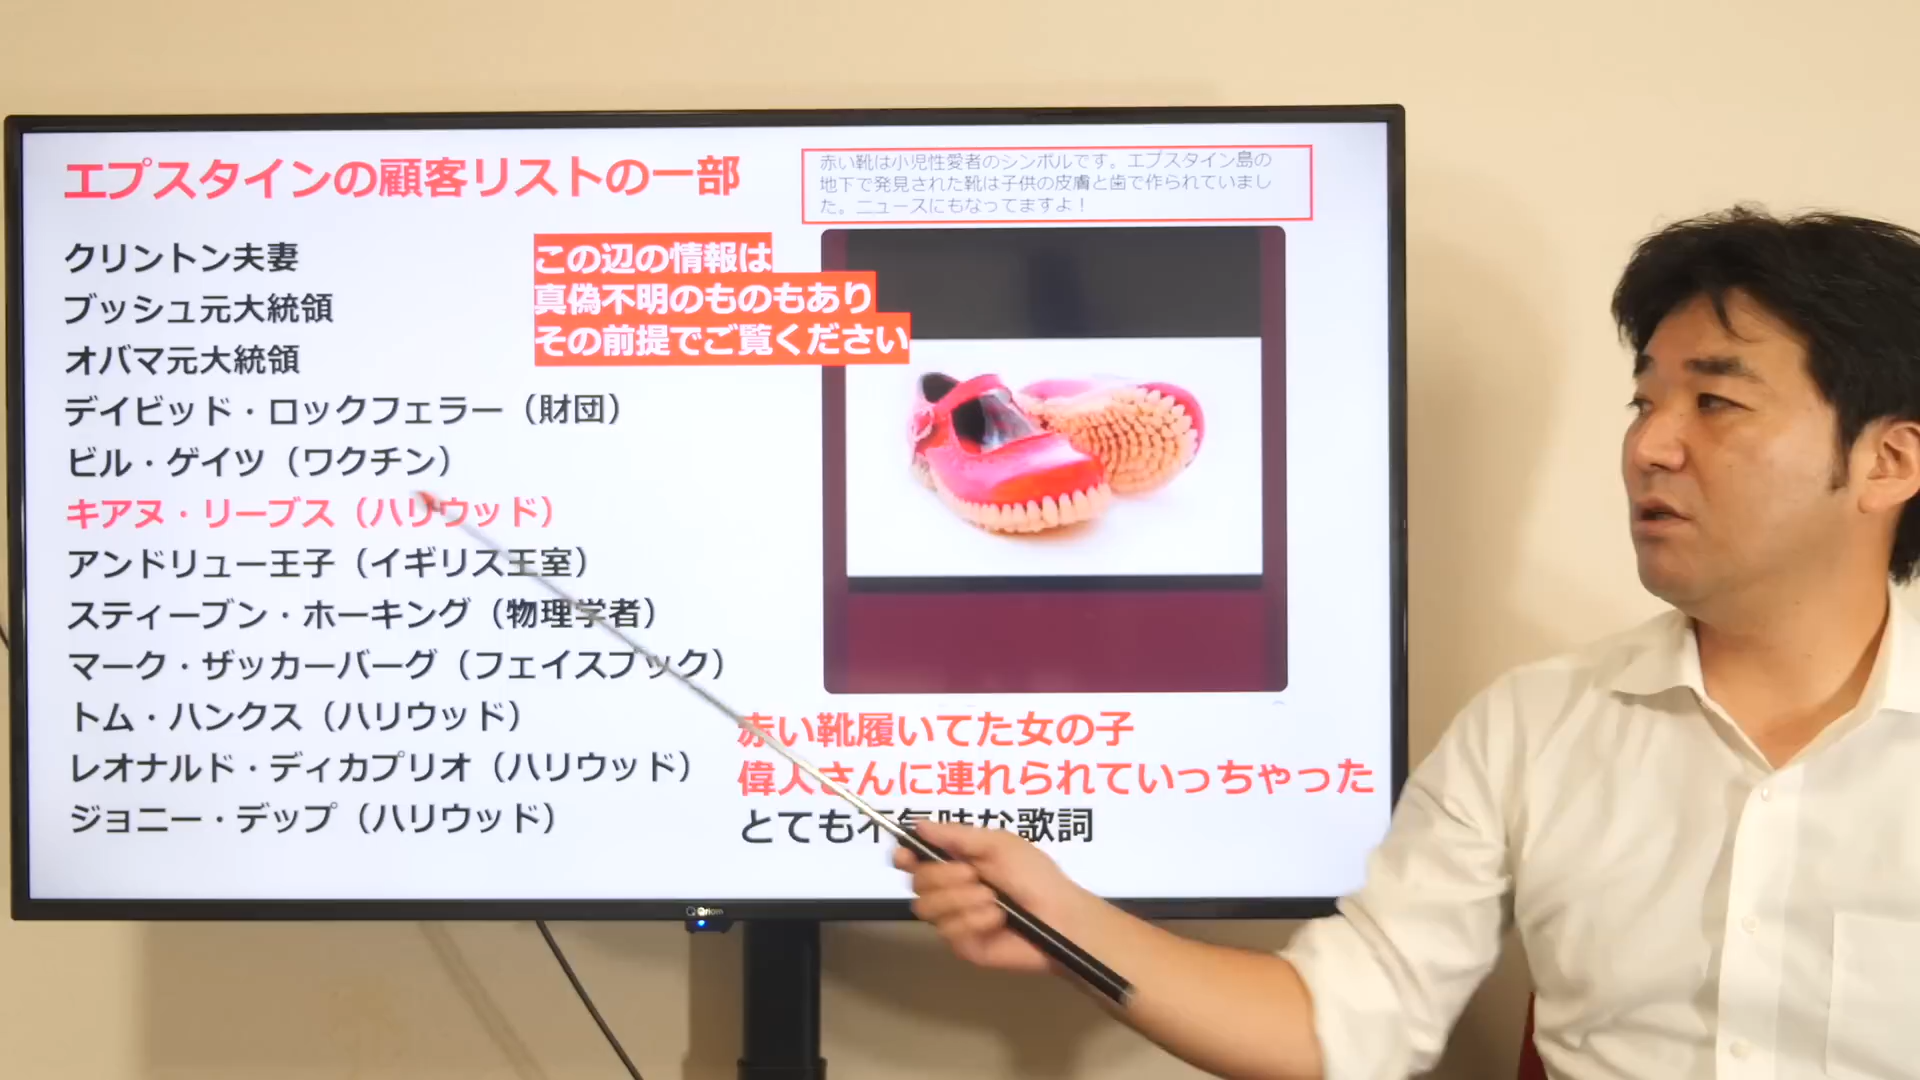 エプスタインの顧客リストの一部
クリントン夫妻
ブッシュ元大統領
オバマ元大統領
デイビッド・ロックフェラー（財団）
ビル・ゲイツ（ワクチン）
キアヌ・リーブス（ハリウッド）
アンドリュー王子（イギリス王室）
スティーブン・ホーキング（物理学者）
マーク・ザッカーバーグ（フェイスブック）
トム・ハンクス（ハリウッド）
レオナルド・ディカプリオ（ハリウッド）
ジョニー・デップ（ハリウッド）
この辺の情報は
真偽不明のものもあり
その前提でご覧ください
赤い靴は小児性愛者のシンボルです。エプスタイン島の
地下で発見された靴は子供の皮膚と歯で作られていまし
た。ニュースにもなってますよ！
赤い靴履いてた女の子
偉人さんに連れられていっちゃった
とても不気味な歌詞
Qriom